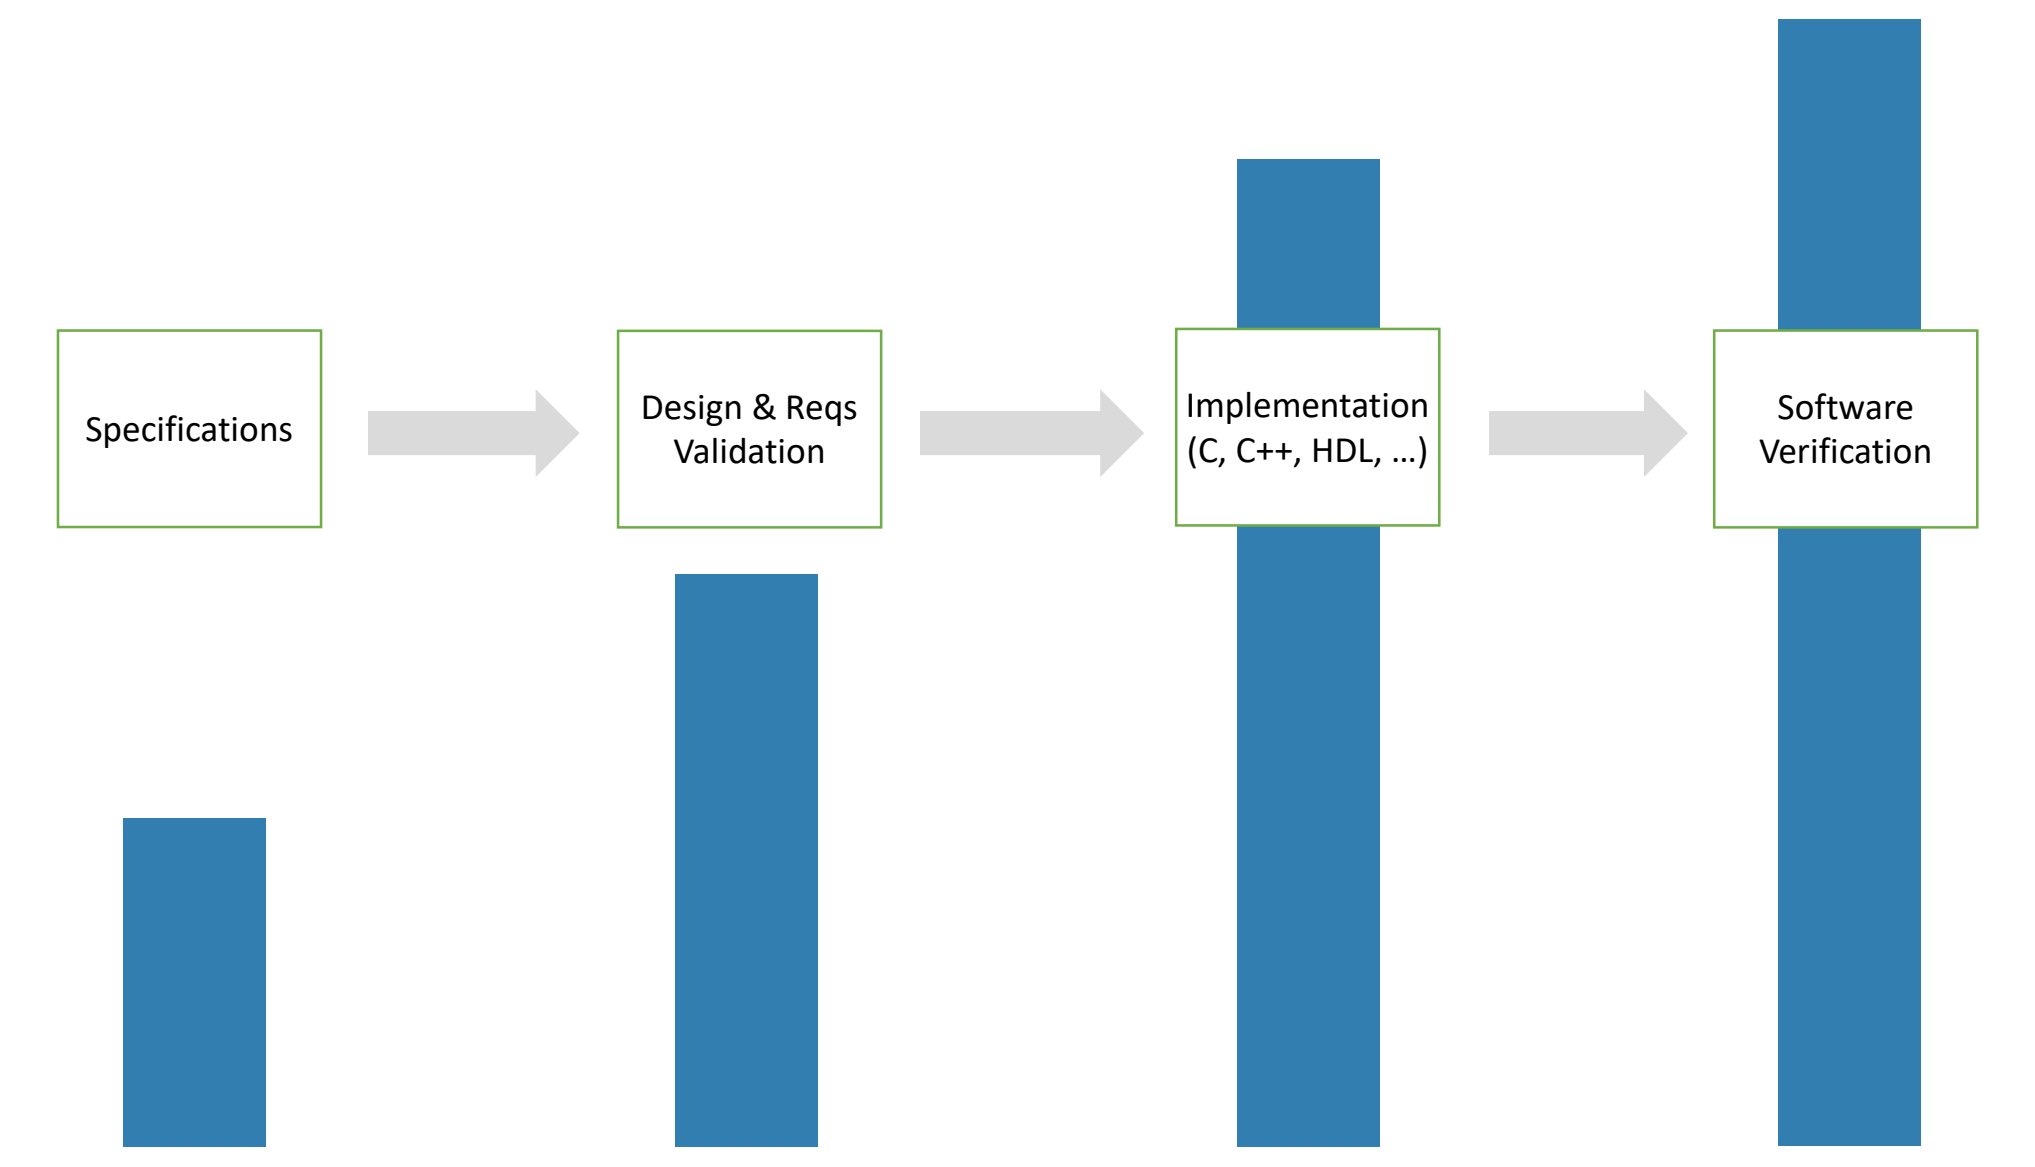 Specifications
Design & Reqs
Validation
Implementation
(C, C++, HDL, …)
Software
Verification